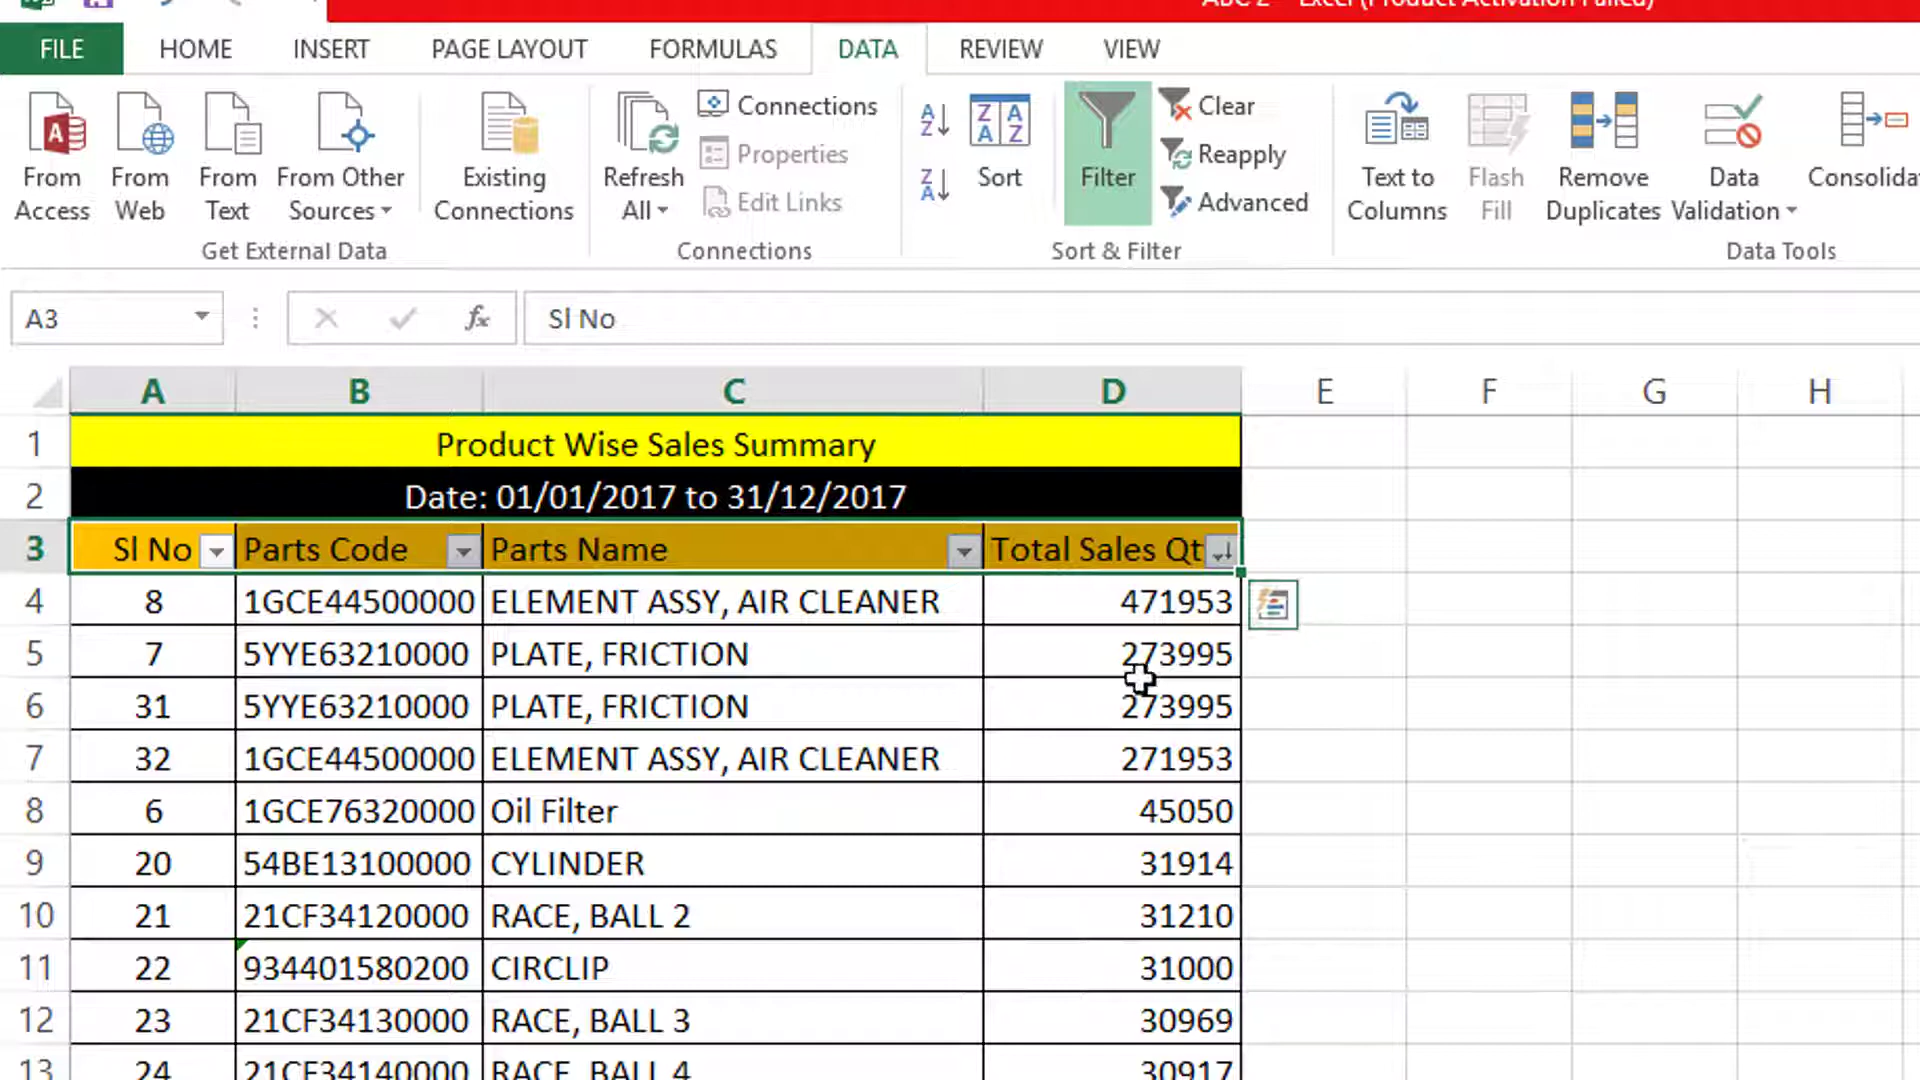 ABC 2 - Excel (Product Activation Failed)
FILE HOME INSERT PAGE LAYOUT FORMULAS DATA REVIEW VIEW
From Access
From Web
From Text
From Other Sources
Existing Connections
Get External Data
Refresh All
Connections
Properties
Edit Links
Connections
Sort
Filter
Clear
Reapply
Advanced
Sort & Filter
Text to Columns
Flash Fill
Remove Duplicates
Data Validation
Consolida
Data Tools
A3 fx Sl No
A B C D E F G H
1 Product Wise Sales Summary
2 Date: 01/01/2017 to 31/12/2017
3 Sl No Parts Code Parts Name Total Sales Qt
4 8 1GCE44500000 ELEMENT ASSY, AIR CLEANER 471953
5 7 5YYE63210000 PLATE, FRICTION 273995
6 31 5YYE63210000 PLATE, FRICTION 273995
7 32 1GCE44500000 ELEMENT ASSY, AIR CLEANER 271953
8 6 1GCE76320000 Oil Filter 45050
9 20 54BE13100000 CYLINDER 31914
10 21 21CF34120000 RACE, BALL 2 31210
11 22 934401580200 CIRCLIP 31000
12 23 21CF34130000 RACE, BALL 3 30969
13 24 21CF34140000 RACE, BALL 4 30917